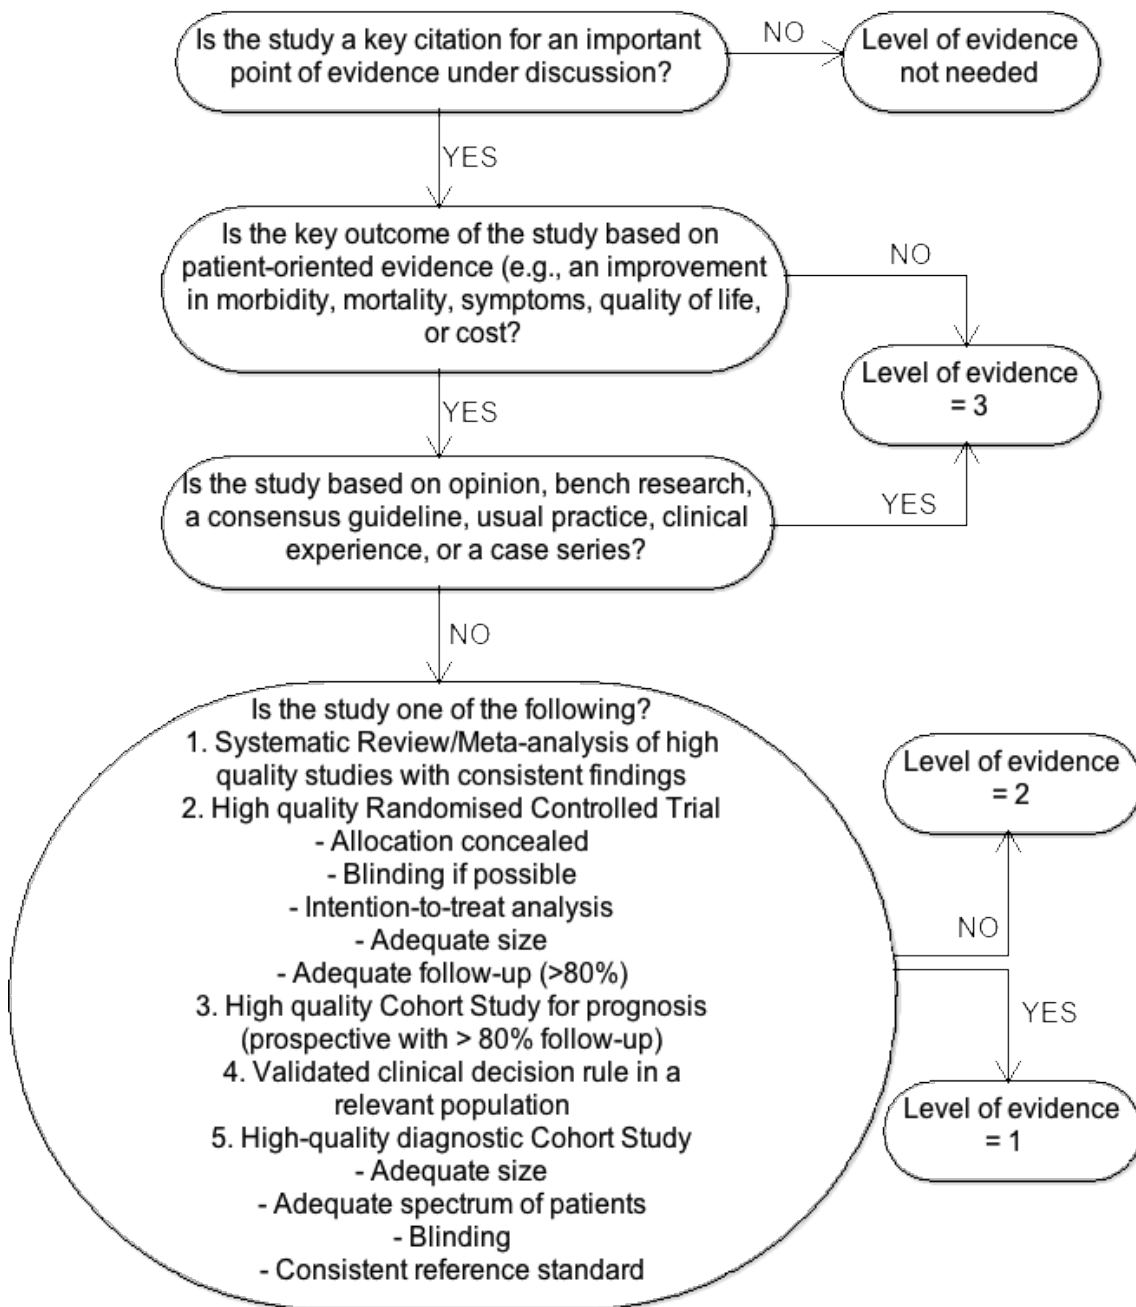 Is the study a key citation for an important
point of evidence under discussion?
NO
Level of evidence
not needed
YES
Is the key outcome of the study based on
patient-oriented evidence (e.g., an improvement
in morbidity, mortality, symptoms, quality of life,
or cost?
NO
Level of evidence
= 3
YES
Is the study based on opinion, bench research,
a consensus guideline, usual practice, clinical
experience, or a case series?
YES
NO
Is the study one of the following?
1. Systematic Review/Meta-analysis of high
quality studies with consistent findings
2. High quality Randomised Controlled Trial
- Allocation concealed
- Blinding if possible
- Intention-to-treat analysis
- Adequate size
- Adequate follow-up (>80%)
3. High quality Cohort Study for prognosis
(prospective with > 80% follow-up)
4. Validated clinical decision rule in a
relevant population
5. High-quality diagnostic Cohort Study
- Adequate size
- Adequate spectrum of patients
- Blinding
- Consistent reference standard
Level of evidence
= 2
NO
YES
Level of evidence
= 1